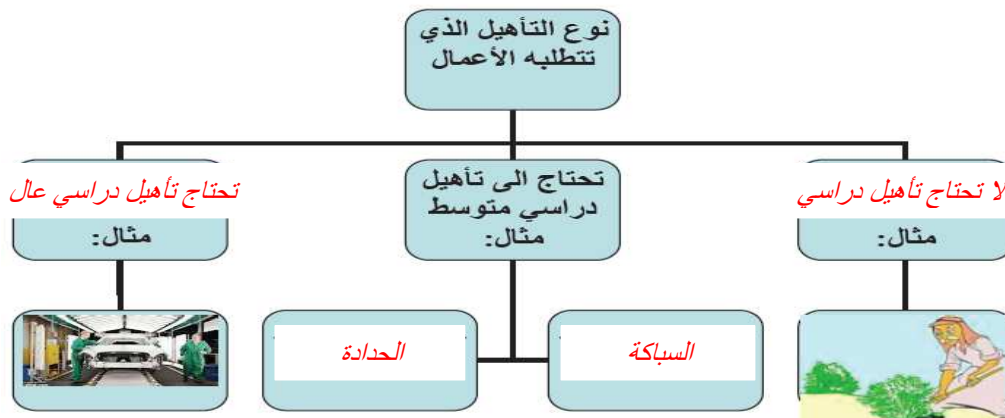 نوع التأهيل الذي
تتطلبه الأعمال
لا تحتاج تأهيل دراسي
مثال:
تحتاج الى تأهيل
دراسي متوسط
مثال:
تحتاج تأهيل دراسي عال
مثال:
السباكة
الحدادة